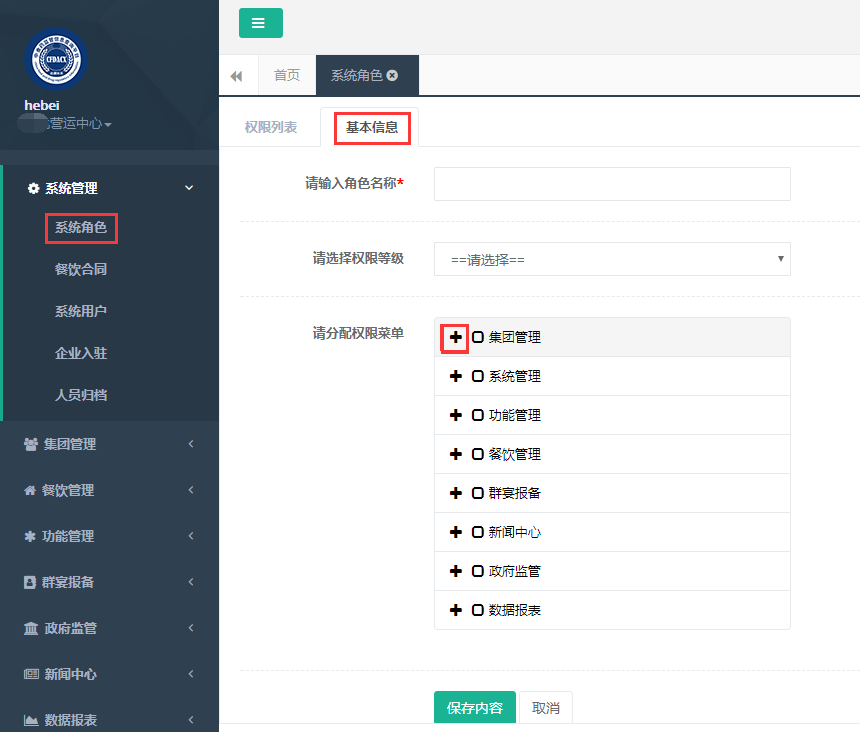 CFDACX
hebei
营运中心
系统管理
系统角色
餐饮合同
系统用户
企业入驻
人员归档
集团管理
餐饮管理
功能管理
群宴报备
政府监管
新闻中心
数据报表
首页
系统角色
权限列表
基本信息
请输入角色名称*
请选择权限等级
==请选择==
请分配权限菜单
集团管理
系统管理
功能管理
餐饮管理
群宴报备
新闻中心
政府监管
数据报表
保存内容
取消